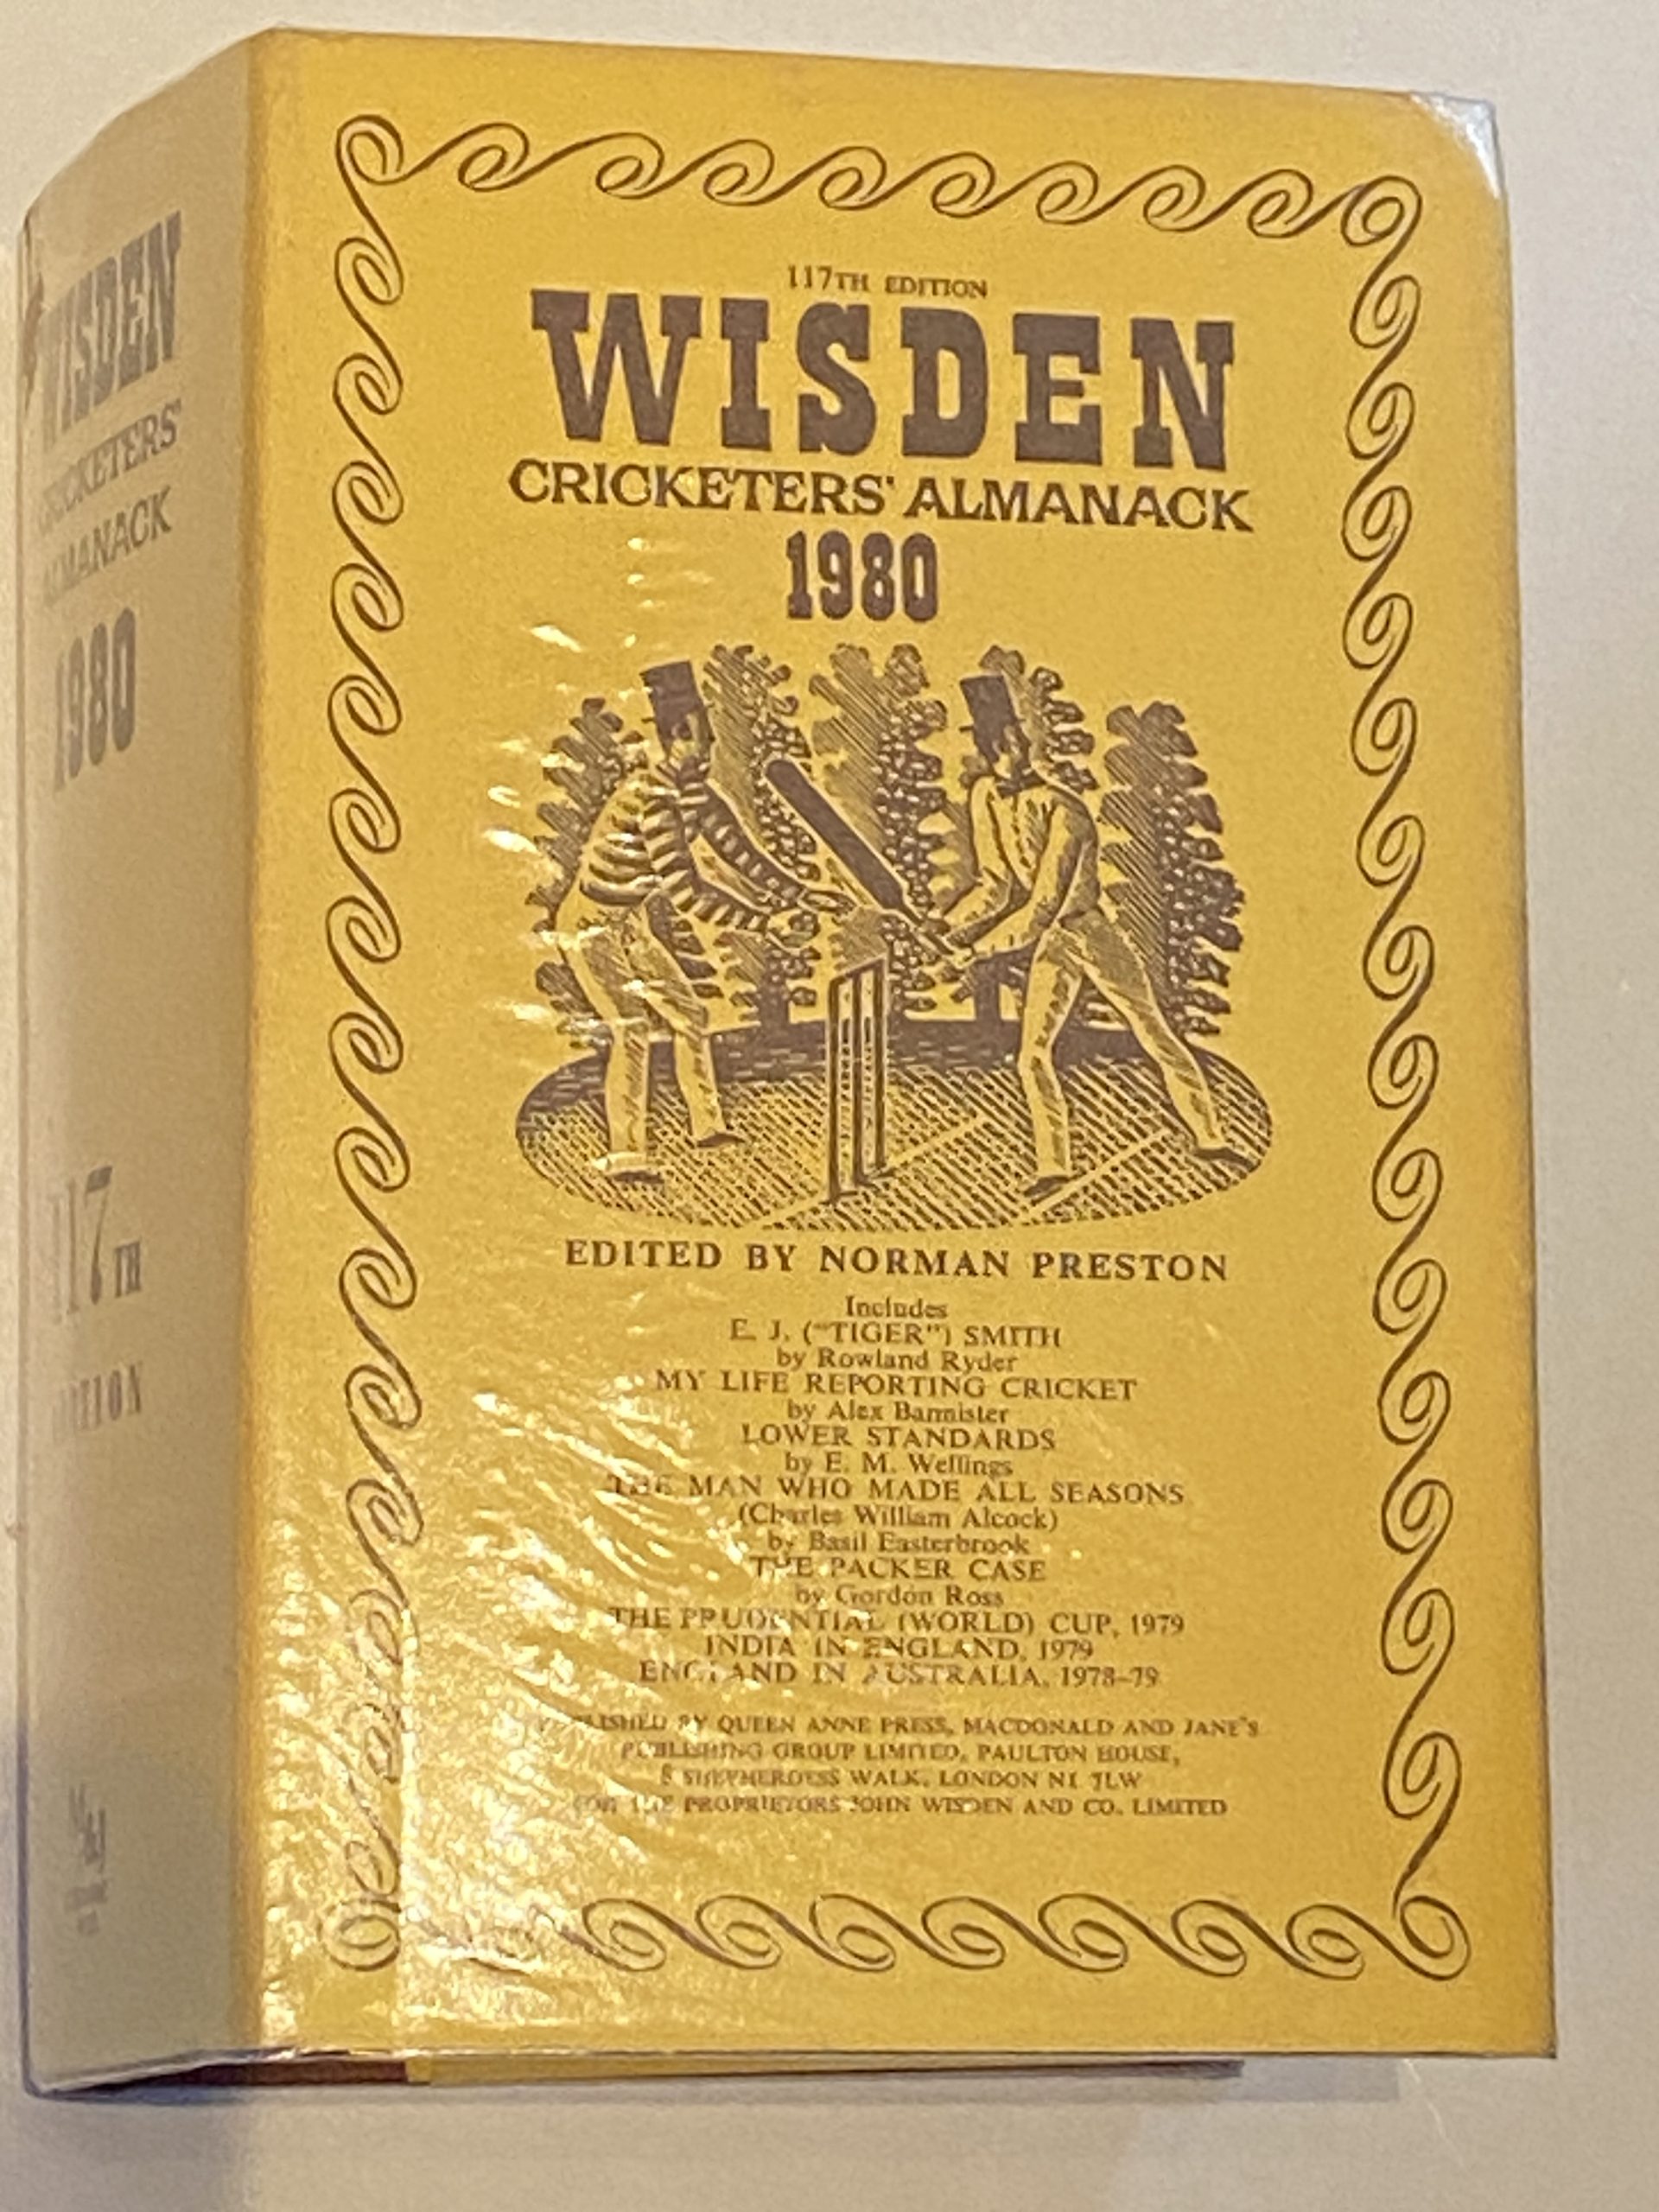 WISDEN
CRICKETERS'
ALMANACK
1980
117TH
117TH EDITION
WISDEN
CRICKETERS' ALMANACK
1980
EDITED BY NORMAN PRESTON
Includes
E. J. ("TIGER") SMITH
by Rowland Ryder
MY LIFE REPORTING CRICKET
by Alex Bannister
LOWER STANDARDS
by E. M. Wellings
THE MAN WHO MADE ALL SEASONS
(Charles William Alcock)
by Basil Easterbrook
THE PACKER CASE
by Gordon Ross
THE PRUDENTIAL (WORLD) CUP, 1979
INDIA IN ENGLAND, 1979
ENGLAND IN AUSTRALIA, 1978-79
PUBLISHED BY QUEEN ANNE PRESS, MACDONALD AND JANE'S
PUBLISHING GROUP LIMITED, PAULTON HOUSE,
8 SHEPHERDESS WALK, LONDON N1 7LW
FOR THE PROPRIETORS JOHN WISDEN AND CO. LIMITED